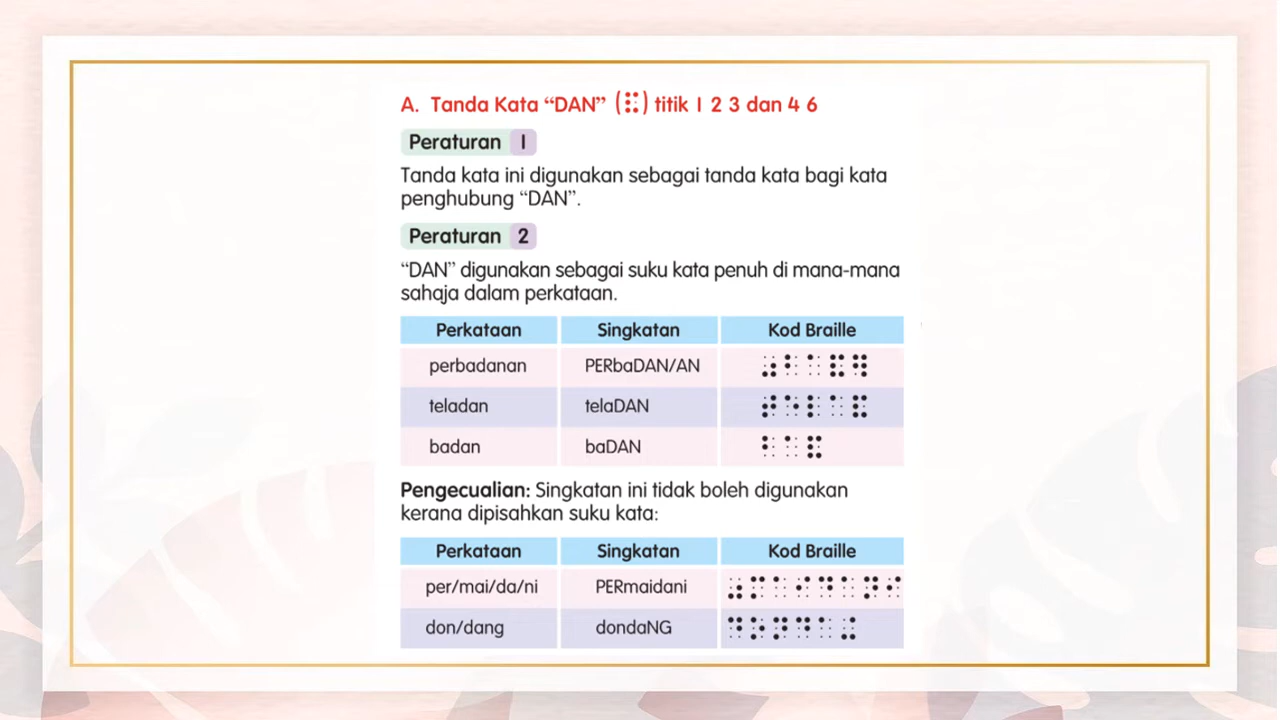 A. Tanda Kata “DAN” (⠯) titik 1 2 3 dan 4 6
Peraturan 1
Tanda kata ini digunakan sebagai tanda kata bagi kata
penghubung “DAN”.
Peraturan 2
“DAN” digunakan sebagai suku kata penuh di mana-mana
sahaja dalam perkataan.
Perkataan Singkatan Kod Braille
perbadanan PERbaDAN/AN
teladan telaDAN
badan baDAN
Pengecualian: Singkatan ini tidak boleh digunakan
kerana dipisahkan suku kata:
Perkataan Singkatan Kod Braille
per/mai/da/ni PERmaidani
don/dang dondaNG